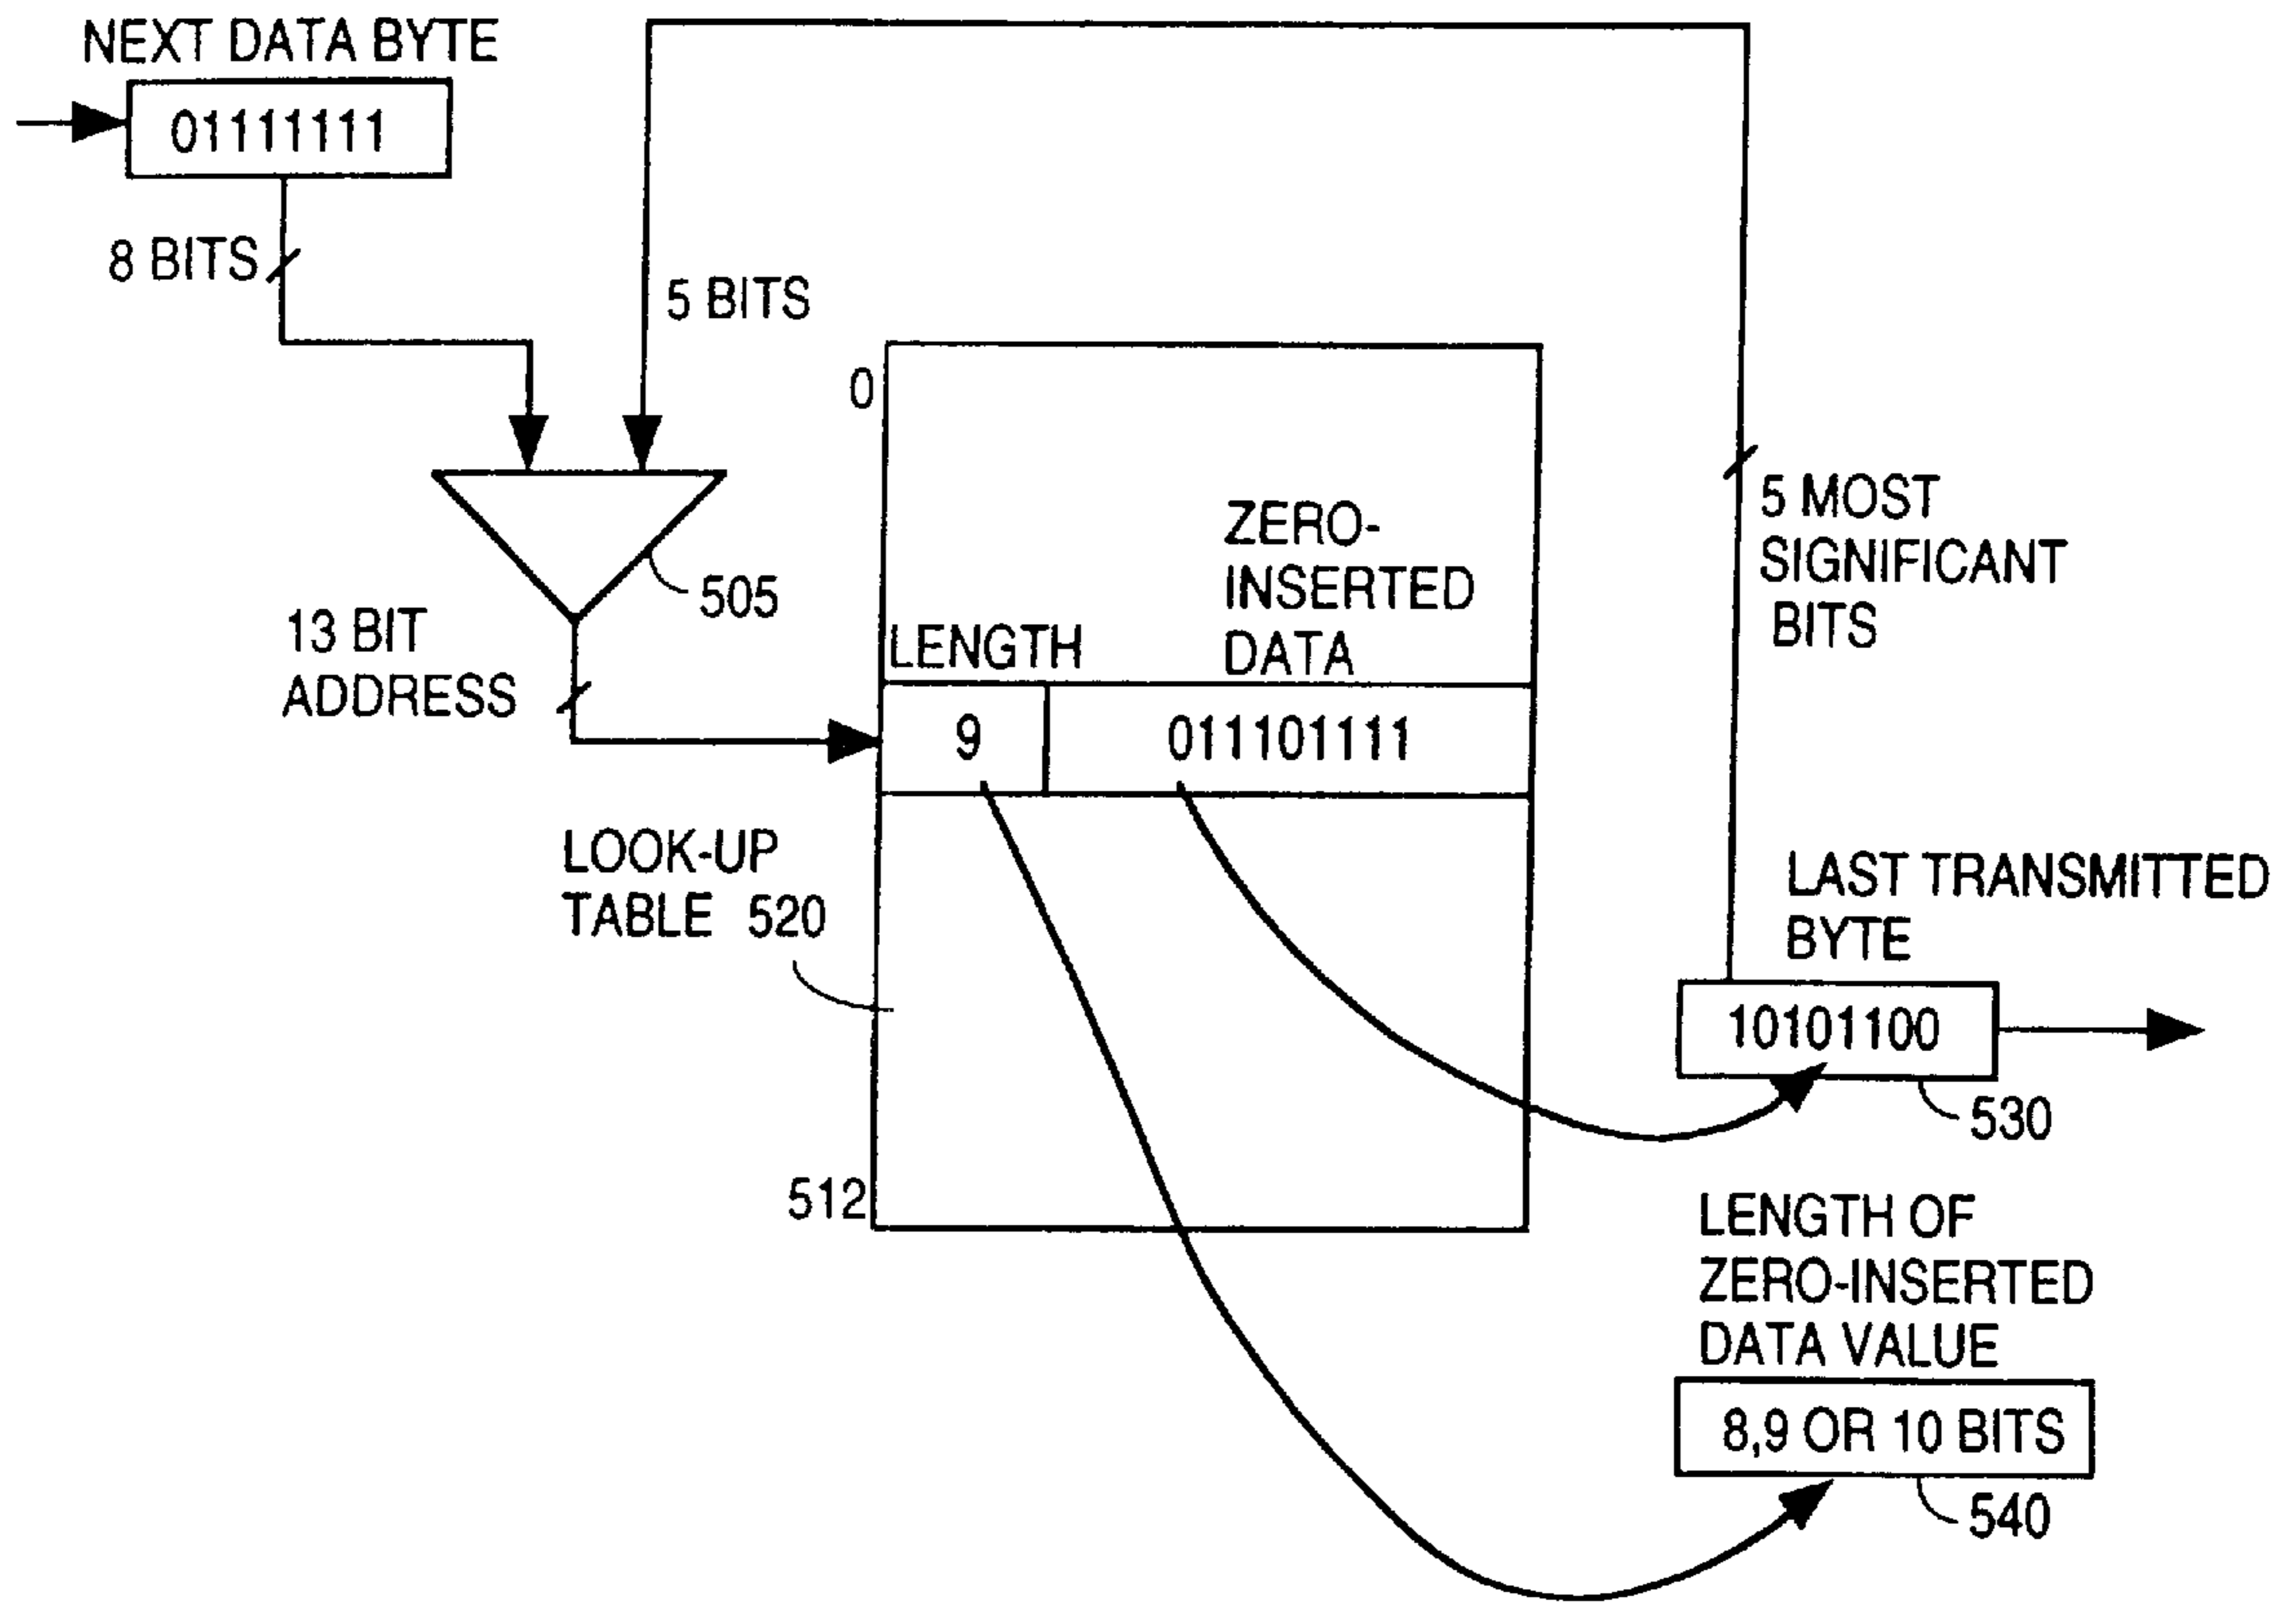 NEXT DATA BYTE
01111111
8 BITS
5 BITS
0
505
13 BIT
ADDRESS
ZERO-
INSERTED
DATA
LENGTH
9
011101111
5 MOST
SIGNIFICANT
BITS
LOOK-UP
TABLE 520
512
LAST TRANSMITTED
BYTE
10101100
530
LENGTH OF
ZERO-INSERTED
DATA VALUE
8,9 OR 10 BITS
540